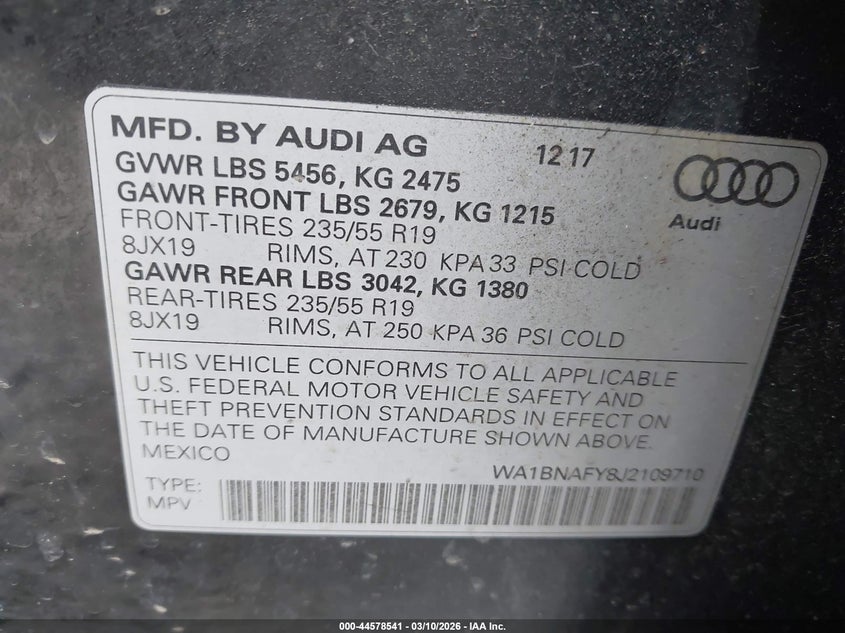 MFD. BY AUDI AG 12 17
GVWR LBS 5456, KG 2475
GAWR FRONT LBS 2679, KG 1215
Audi
FRONT-TIRES 235/55 R19
8JX19 RIMS, AT 230 KPA 33 PSI COLD
GAWR REAR LBS 3042, KG 1380
REAR-TIRES 235/55 R19
8JX19 RIMS, AT 250 KPA 36 PSI COLD
THIS VEHICLE CONFORMS TO ALL APPLICABLE
U.S. FEDERAL MOTOR VEHICLE SAFETY AND
THEFT PREVENTION STANDARDS IN EFFECT ON
THE DATE OF MANUFACTURE SHOWN ABOVE.
MEXICO
WA1BNAFY8J2109710
TYPE:
MPV
000-44578541 — 03/10/2026 - IAA Inc.